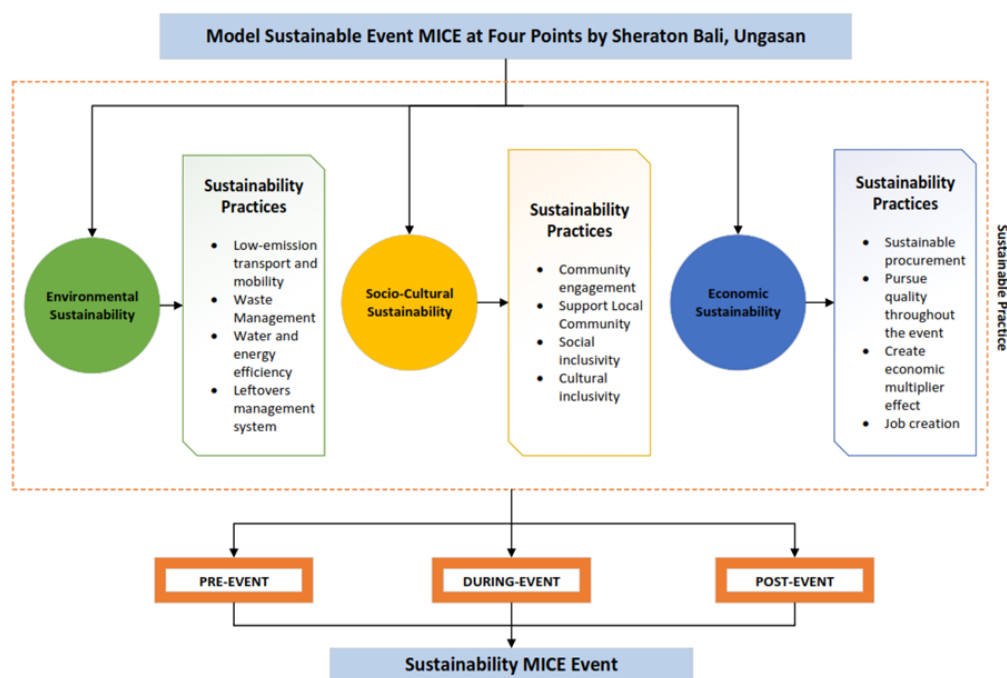 Model Sustainable Event MICE at Four Points by Sheraton Bali, Ungasan
Environmental
Sustainability
Sustainability
Practices
• Low-emission
transport and
mobility
• Waste
Management
• Water and
energy
efficiency
• Leftovers
management
system
Socio-Cultural
Sustainability
Sustainability
Practices
• Community
engagement
• Support Local
Community
• Social
inclusivity
• Cultural
inclusivity
Economic
Sustainability
Sustainability
Practices
• Sustainable
procurement
• Pursue
quality
throughout
the event
• Create
economic
multiplier
effect
• Job creation
Sustainable Practice
PRE-EVENT
DURING-EVENT
POST-EVENT
Sustainability MICE Event